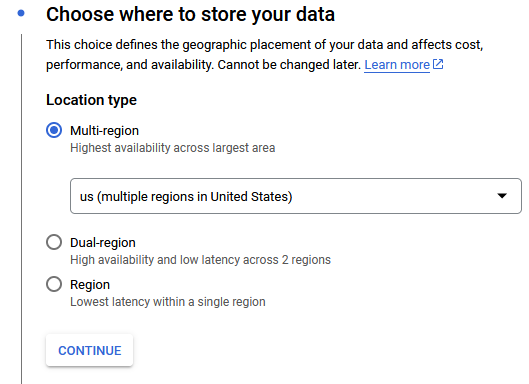 Choose where to store your data
This choice defines the geographic placement of your data and affects cost,
performance, and availability. Cannot be changed later. Learn more
Location type
Multi-region
Highest availability across largest area
us (multiple regions in United States)
Dual-region
High availability and low latency across 2 regions
Region
Lowest latency within a single region
CONTINUE